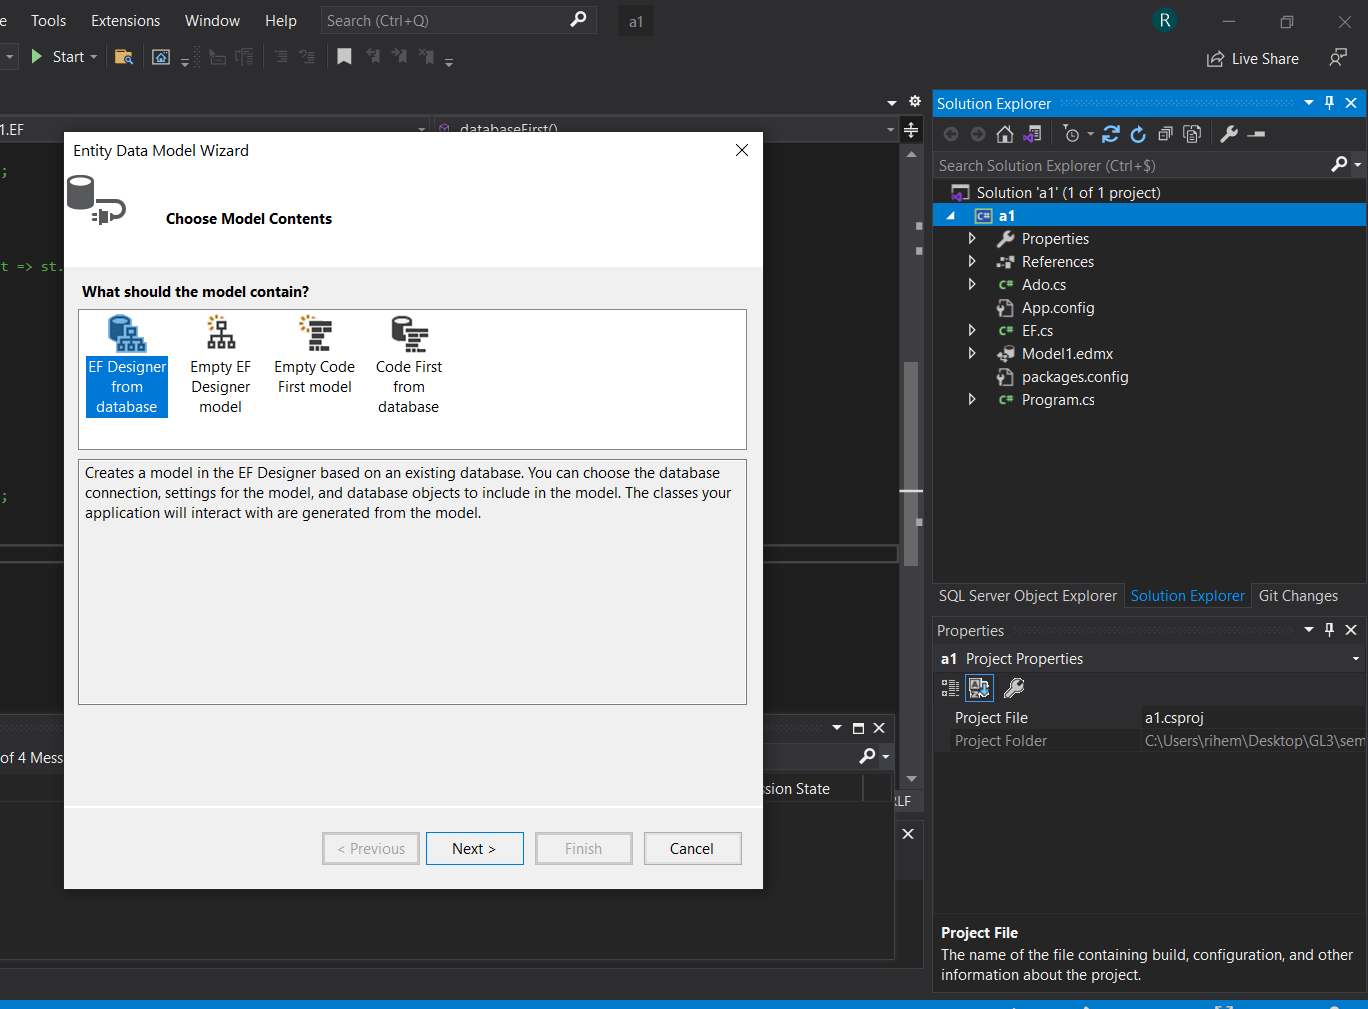 e Tools Extensions Window Help Search (Ctrl+Q) a1 R
Start Live Share
1.EF databaseFirst()
;
t => st.
;
Entity Data Model Wizard
Choose Model Contents
What should the model contain?
EF Designer from database
Empty EF Designer model
Empty Code First model
Code First from database
Creates a model in the EF Designer based on an existing database. You can choose the database
connection, settings for the model, and database objects to include in the model. The classes your
application will interact with are generated from the model.
< Previous Next > Finish Cancel
of 4 Mess
ssion State
LF
Solution Explorer
Search Solution Explorer (Ctrl+$)
Solution 'a1' (1 of 1 project)
C# a1
Properties
References
C# Ado.cs
App.config
C# EF.cs
Model1.edmx
packages.config
C# Program.cs
SQL Server Object Explorer Solution Explorer Git Changes
Properties
a1 Project Properties
Project File a1.csproj
Project Folder C:\Users\rihem\Desktop\GL3\sem
Project File
The name of the file containing build, configuration, and other
information about the project.